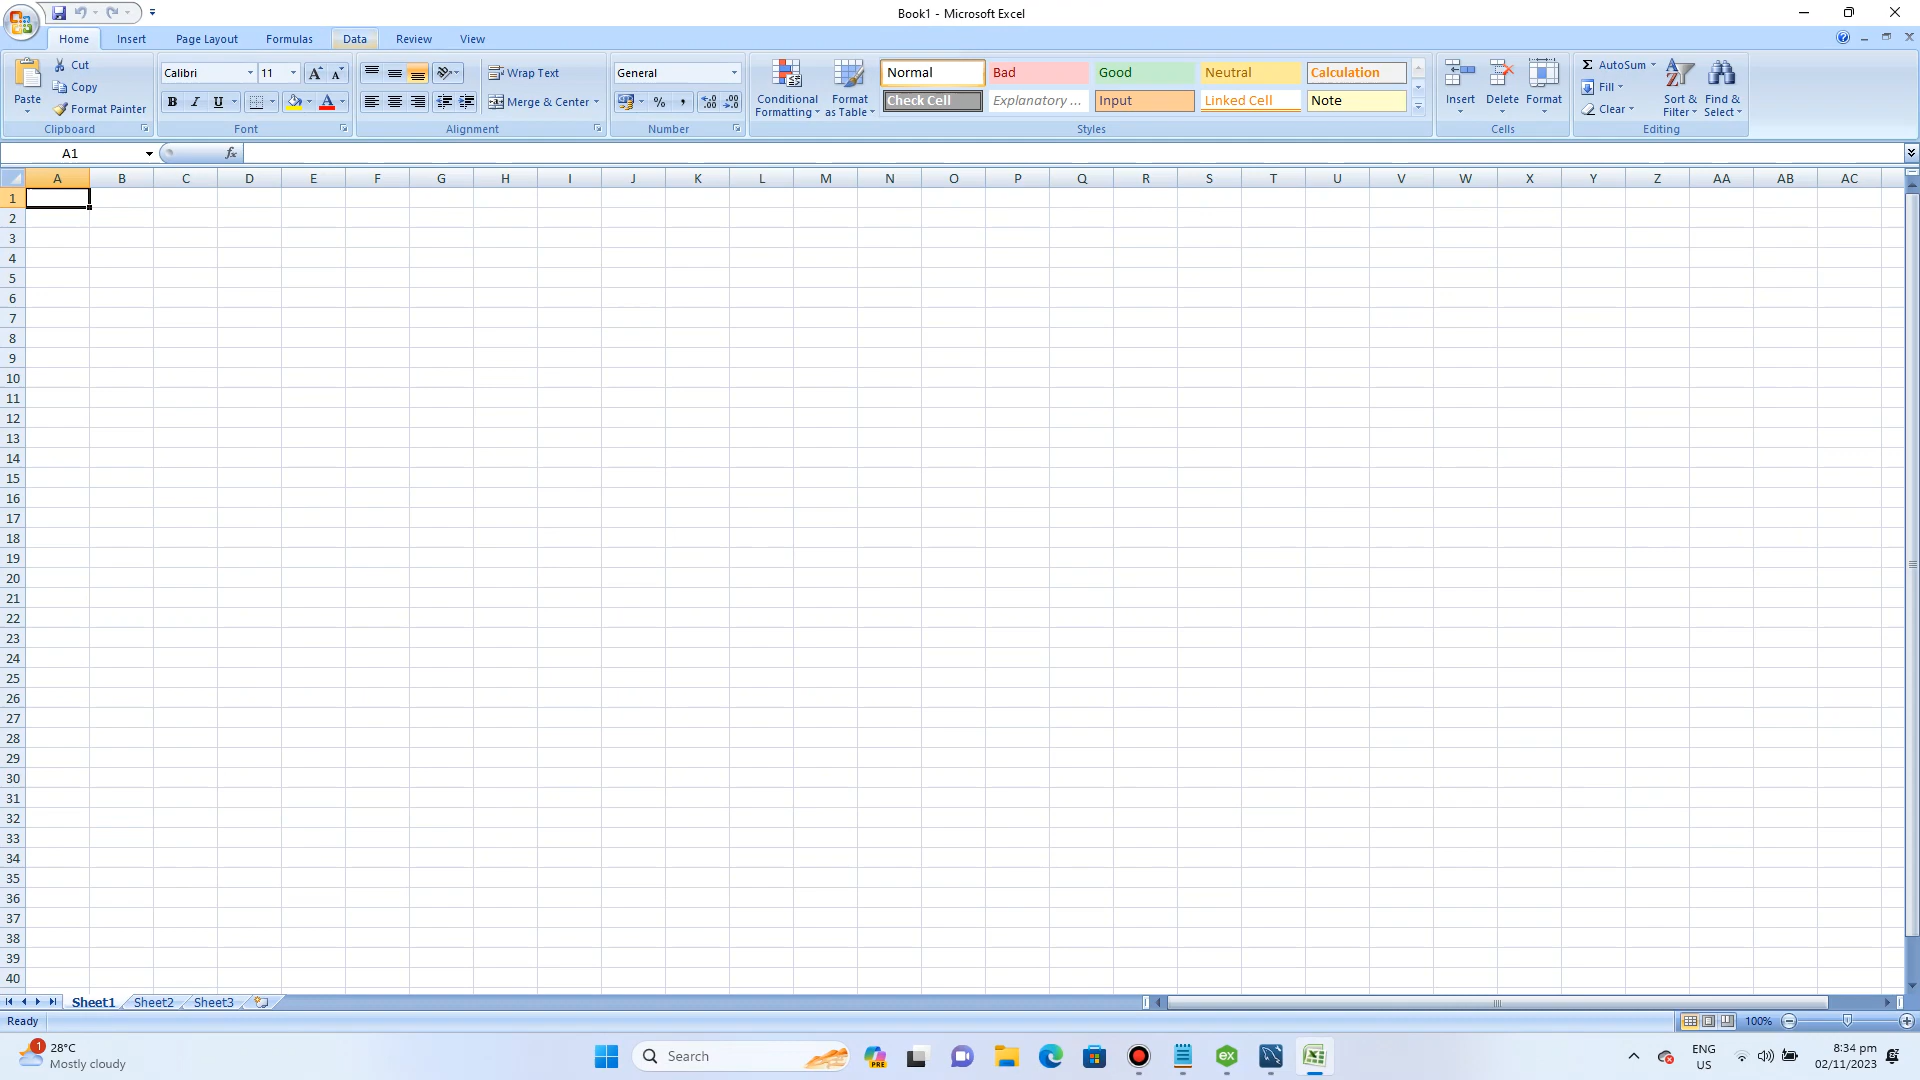 Book1 - Microsoft Excel
Home Insert Page Layout Formulas Data Review View
Paste
Cut
Copy
Format Painter
Clipboard
Calibri 11
B I U
Font
Wrap Text
Merge & Center
Alignment
General
% ,
Number
Conditional Formatting
Format as Table
Normal Bad Good Neutral Calculation
Check Cell Explanatory ... Input Linked Cell Note
Styles
Insert Delete Format
Cells
Σ AutoSum
Fill
Clear
Sort & Filter
Find & Select
Editing
A1 fx
A B C D E F G H I J K L M N O P Q R S T U V W X Y Z AA AB AC
1
2
3
4
5
6
7
8
9
10
11
12
13
14
15
16
17
18
19
20
21
22
23
24
25
26
27
28
29
30
31
32
33
34
35
36
37
38
39
40
Sheet1 Sheet2 Sheet3
Ready 100%
1 28°C
Mostly cloudy
Search
PRE
ex
ENG
US
8:34 pm
02/11/2023